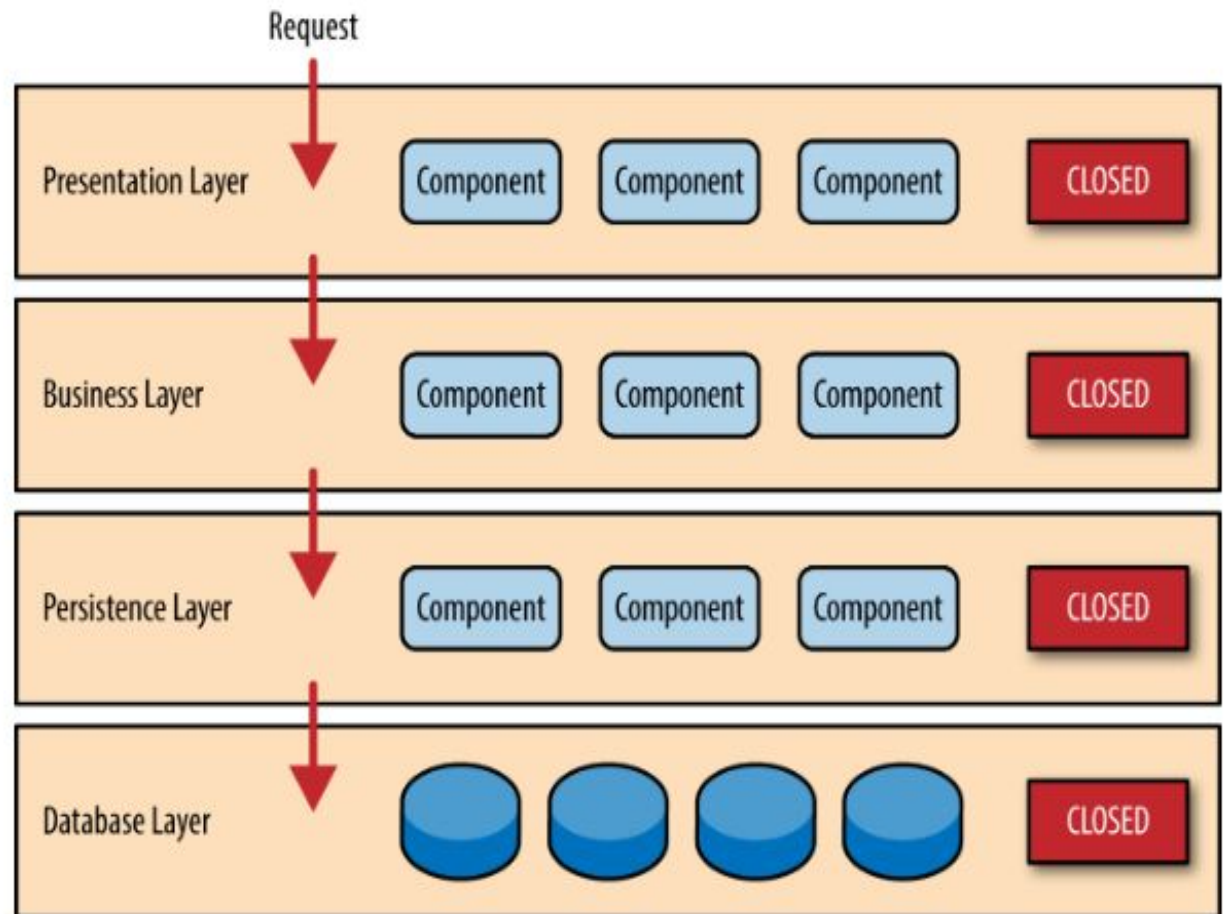 Request
Presentation Layer Component Component Component CLOSED
Business Layer Component Component Component CLOSED
Persistence Layer Component Component Component CLOSED
Database Layer CLOSED